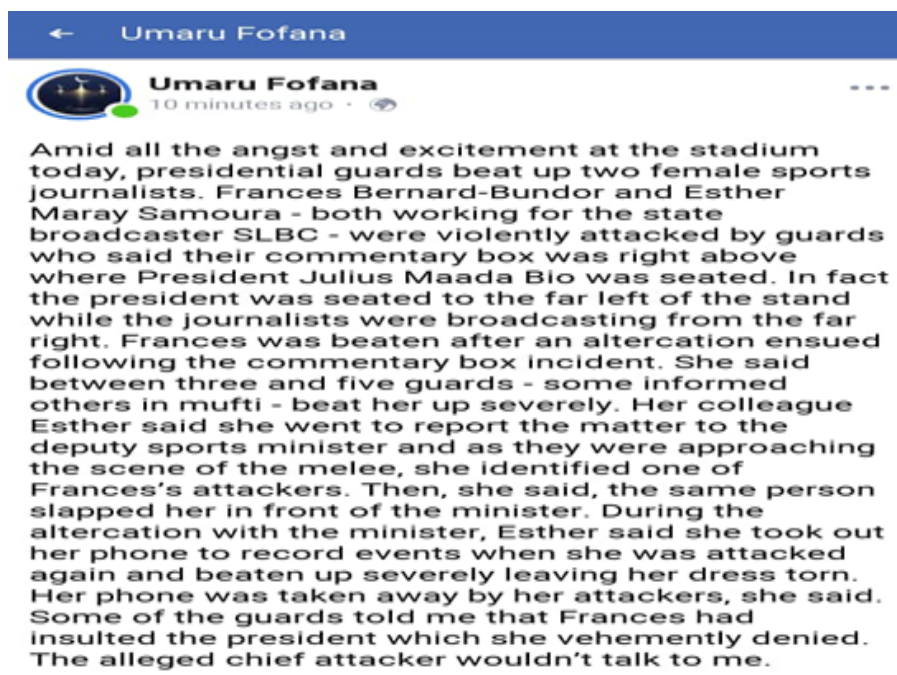 Umaru Fofana
Umaru Fofana
10 minutes ago ·
Amid all the angst and excitement at the stadium
today, presidential guards beat up two female sports
journalists. Frances Bernard-Bundor and Esther
Maray Samoura - both working for the state
broadcaster SLBC - were violently attacked by guards
who said their commentary box was right above
where President Julius Maada Bio was seated. In fact
the president was seated to the far left of the stand
while the journalists were broadcasting from the far
right. Frances was beaten after an altercation ensued
following the commentary box incident. She said
between three and five guards - some informed
others in mufti - beat her up severely. Her colleague
Esther said she went to report the matter to the
deputy sports minister and as they were approaching
the scene of the melee, she identified one of
Frances's attackers. Then, she said, the same person
slapped her in front of the minister. During the
altercation with the minister, Esther said she took out
her phone to record events when she was attacked
again and beaten up severely leaving her dress torn.
Her phone was taken away by her attackers, she said.
Some of the guards told me that Frances had
insulted the president which she vehemently denied.
The alleged chief attacker wouldn't talk to me.